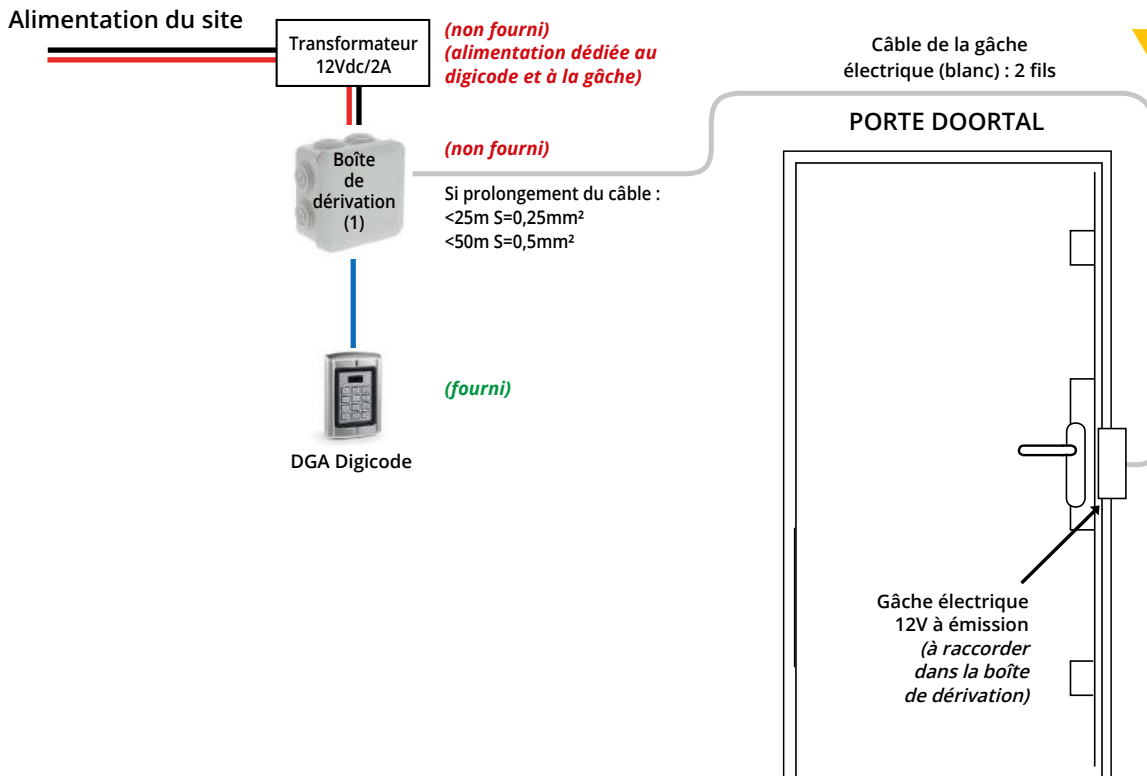 Alimentation du site
Transformateur
12Vdc/2A
(non fourni)
(alimentation dédiée au
digicode et à la gâche)
Câble de la gâche
électrique (blanc) : 2 fils
PORTE DOORTAL
Boîte
de
dérivation
(1)
(non fourni)
Si prolongement du câble :
<25m S=0,25mm²
<50m S=0,5mm²
(fourni)
DGA Digicode
Gâche électrique
12V à émission
(à raccorder
dans la boîte
de dérivation)